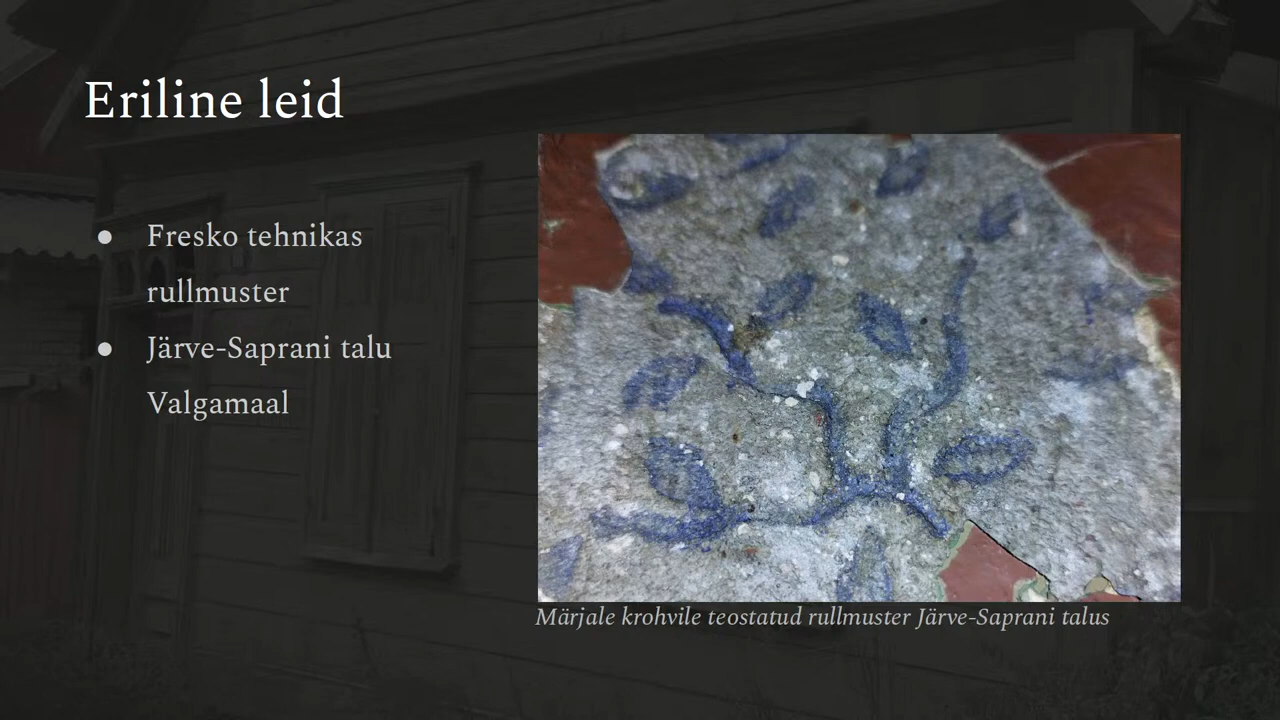 Eriline leid
● Fresko tehnikas
rullmuster
● Järve-Saprani talu
Valgamaal
Märjale krohvile teostatud rullmuster Järve-Saprani talus